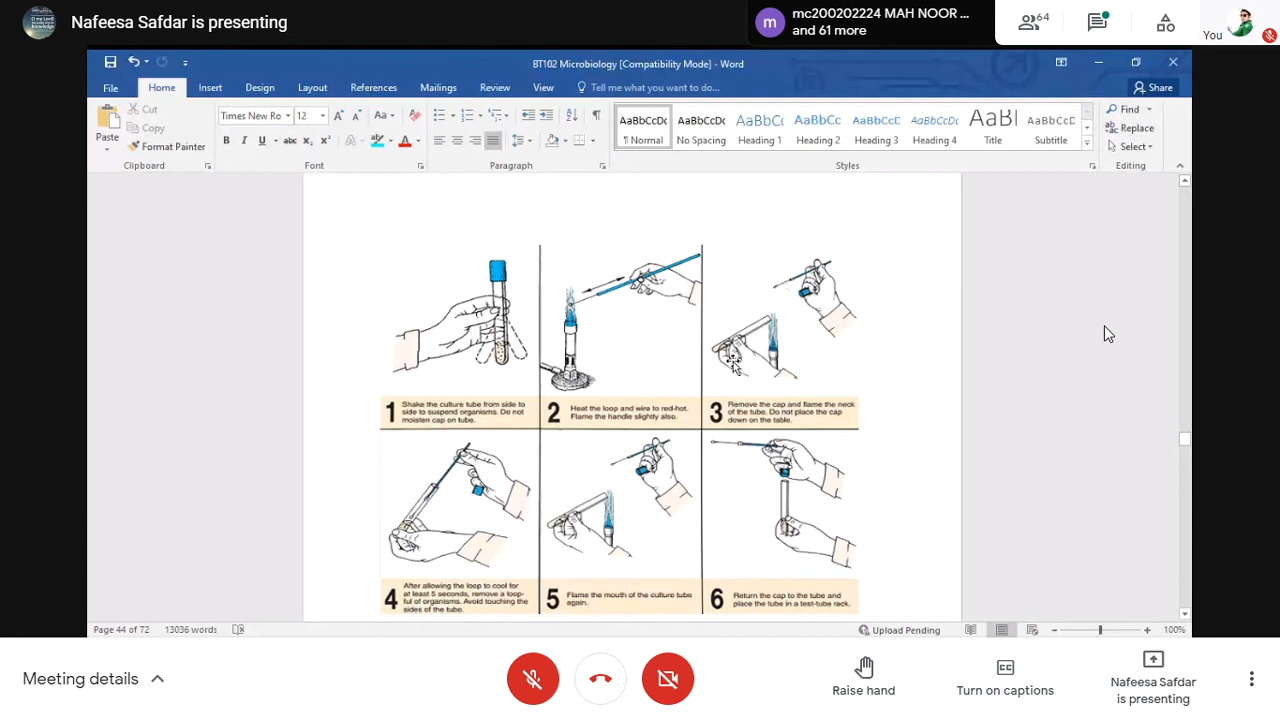 Nafeesa Safdar is presenting
m
mc200202224 MAH NOOR ...
and 61 more
64
You
BT102 Microbiology [Compatibility Mode] - Word
File
Home
Insert
Design
Layout
References
Mailings
Review
View
Tell me what you want to do...
Share
Paste
Cut
Copy
Format Painter
Clipboard
Times New Ro
12
Aa
B I U abc x₂ x²
A
Font
Paragraph
AaBbCcDc
¶ Normal
AaBbCcDc
No Spacing
AaBbC
Heading 1
AaBbCc
Heading 2
AaBbCc
Heading 3
AaBbCcDc
Heading 4
AaBl
Title
AaBbCcD
Subtitle
Styles
Find
Replace
Select
Editing
1 Shake the culture tube from side to
side to suspend organisms. Do not
moisten cap on tube.
2 Heat the loop and wire to red-hot.
Flame the handle slightly also.
3 Remove the cap and flame the neck
of the tube. Do not place the cap
down on the table.
4 After allowing the loop to cool for
at least 5 seconds, remove a loop-
ful of organisms. Avoid touching the
sides of the tube.
5 Flame the mouth of the culture tube
again.
6 Return the cap to the tube and
place the tube in a test-tube rack.
Page 44 of 72
13036 words
Upload Pending
100%
Meeting details
Raise hand
Turn on captions
Nafeesa Safdar
is presenting